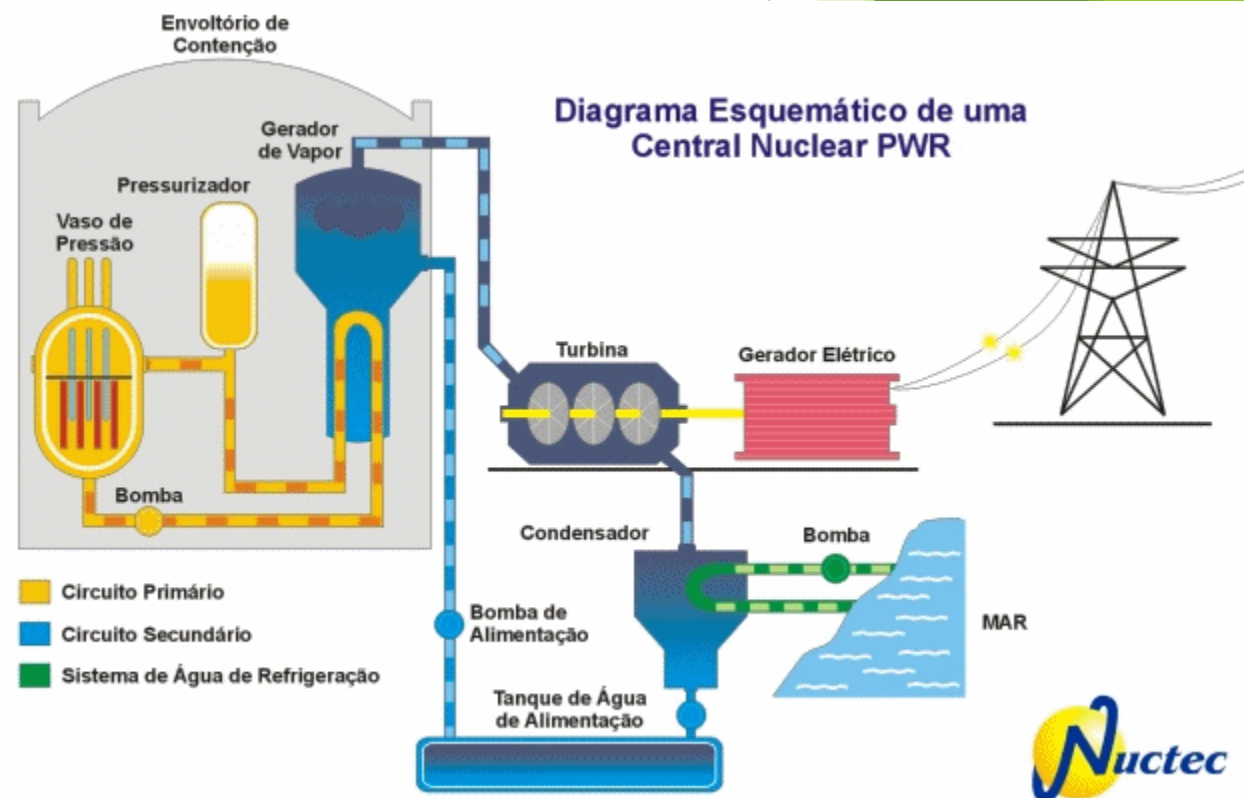 Envoltório de
Contenção
Diagrama Esquemático de uma
Central Nuclear PWR
Gerador
de Vapor
Pressurizador
Vaso de
Pressão
Turbina
Gerador Elétrico
Bomba
Condensador
Bomba
Circuito Primário
Circuito Secundário
Sistema de Água de Refrigeração
Bomba de
Alimentação
MAR
Tanque de Água
de Alimentação
Nuctec